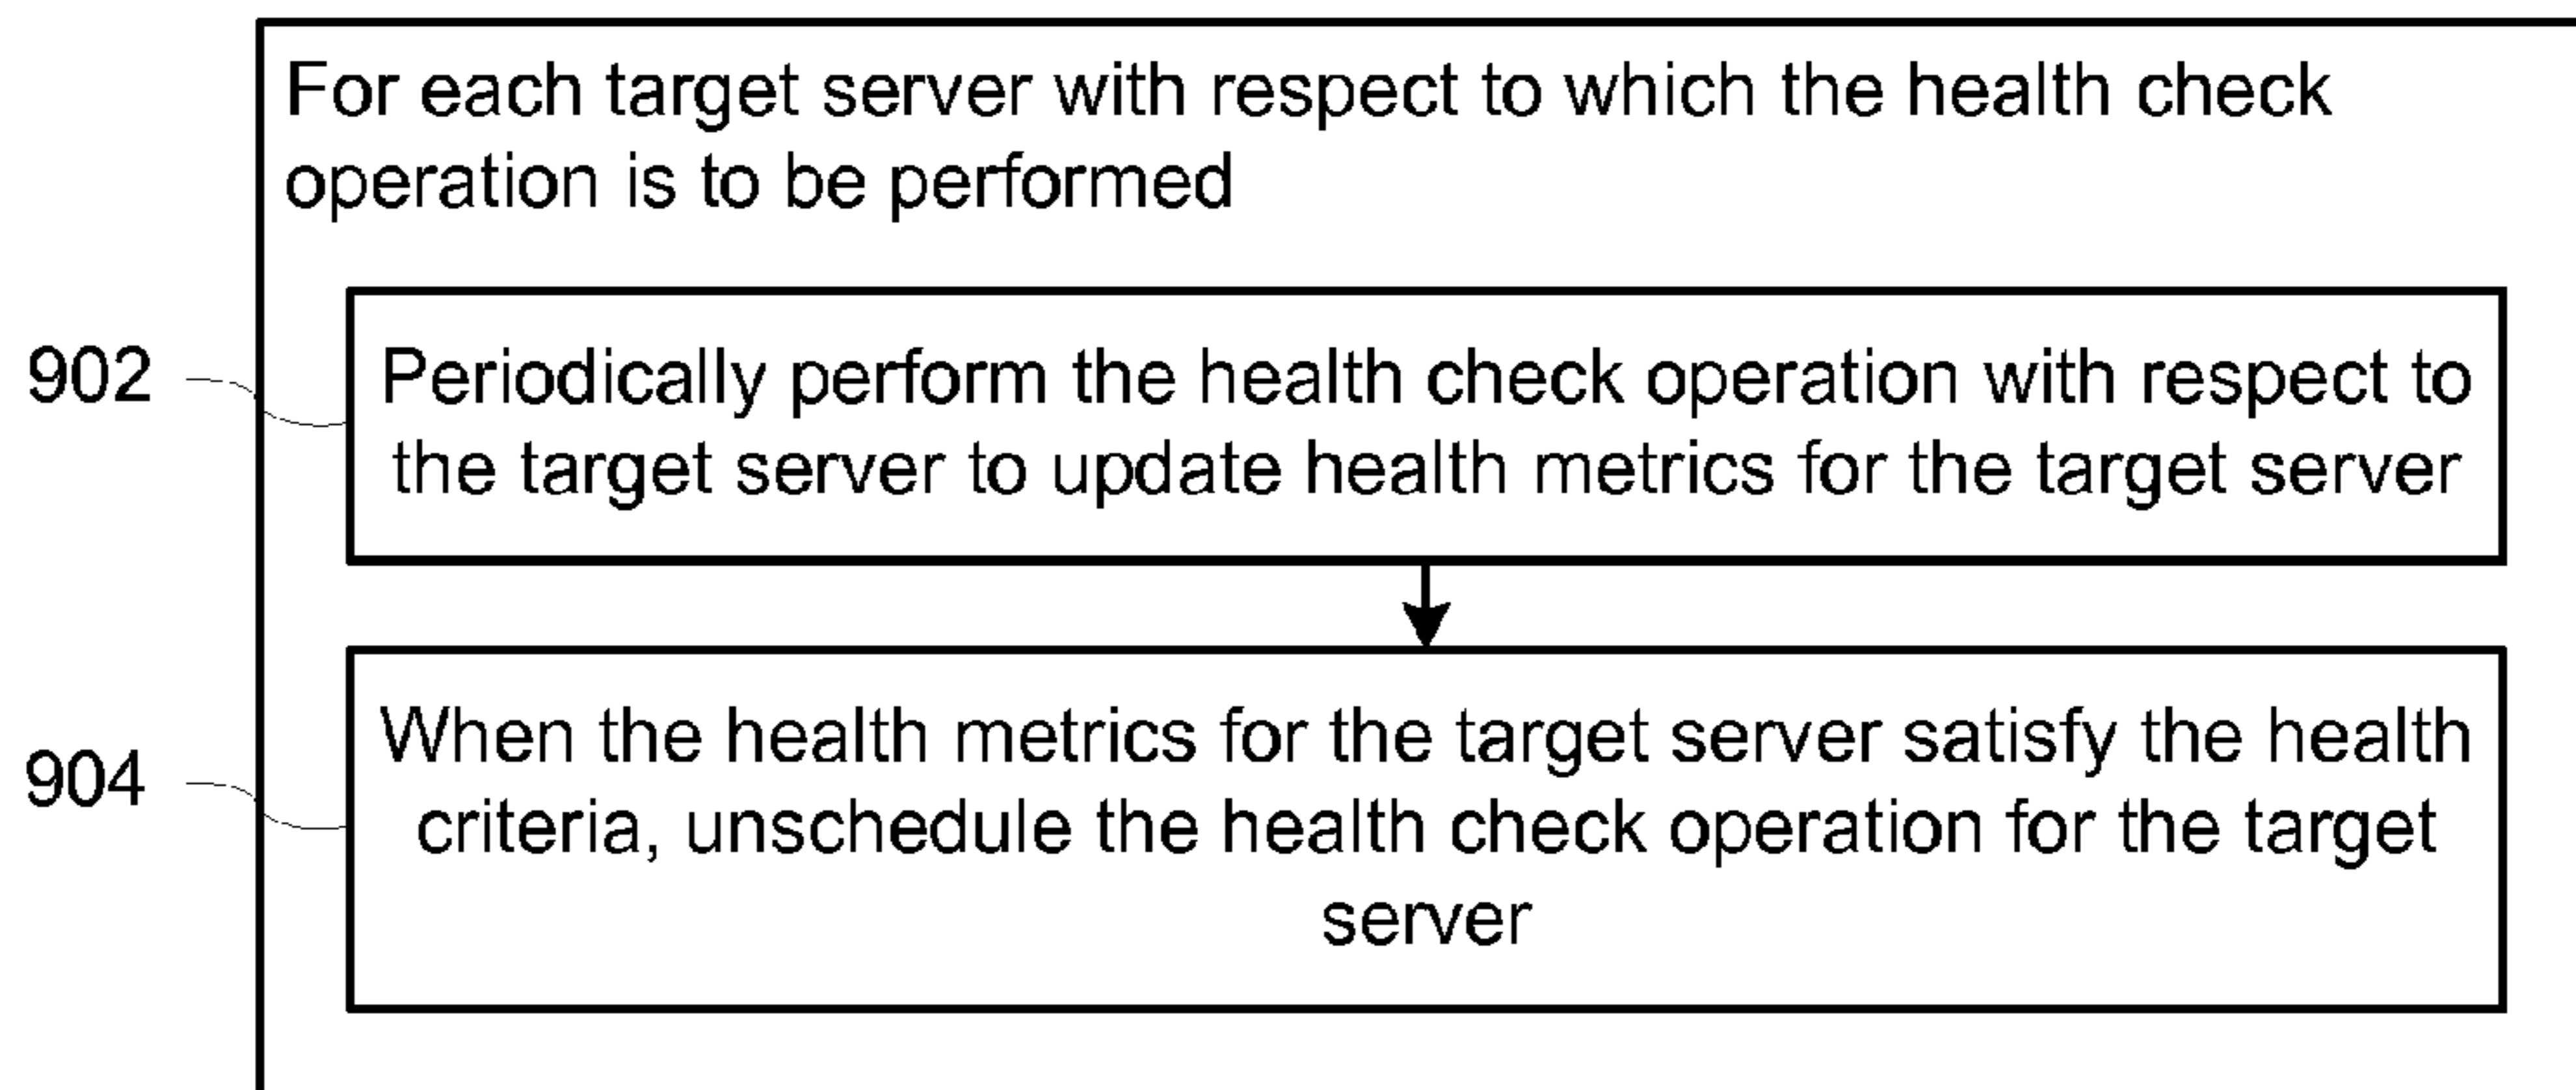 For each target server with respect to which the health check
operation is to be performed
902
Periodically perform the health check operation with respect to
the target server to update health metrics for the target server
904
When the health metrics for the target server satisfy the health
criteria, unschedule the health check operation for the target
server